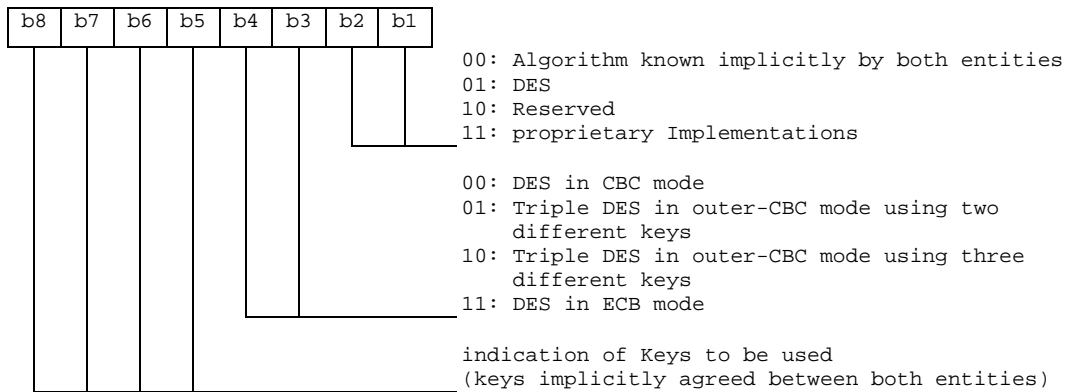 b8 b7 b6 b5 b4 b3 b2 b1
00: Algorithm known implicitly by both entities
01: DES
10: Reserved
11: proprietary Implementations
00: DES in CBC mode
01: Triple DES in outer-CBC mode using two
different keys
10: Triple DES in outer-CBC mode using three
different keys
11: DES in ECB mode
indication of Keys to be used
(keys implicitly agreed between both entities)